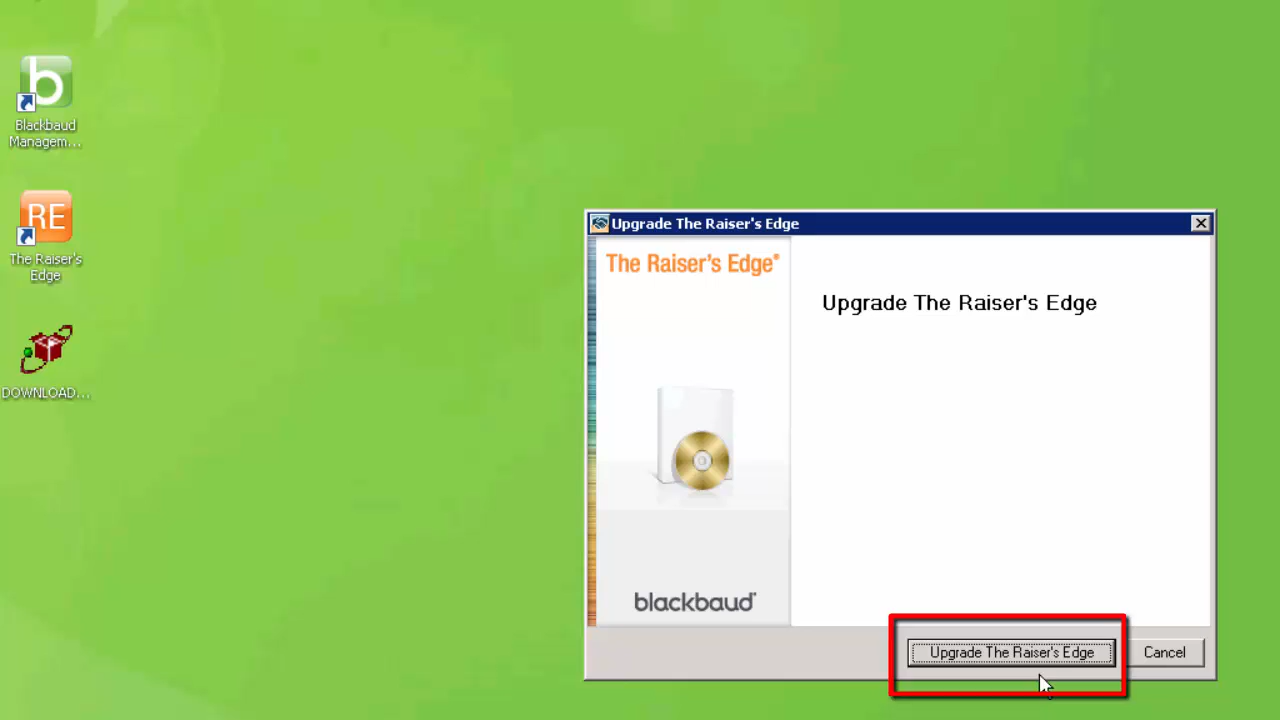 b
Blackbaud
Managem...
RE
The Raiser's
Edge
DOWNLOAD...
Upgrade The Raiser's Edge
The Raiser's Edge®
Upgrade The Raiser's Edge
blackbaud®
Upgrade The Raiser's Edge
Cancel